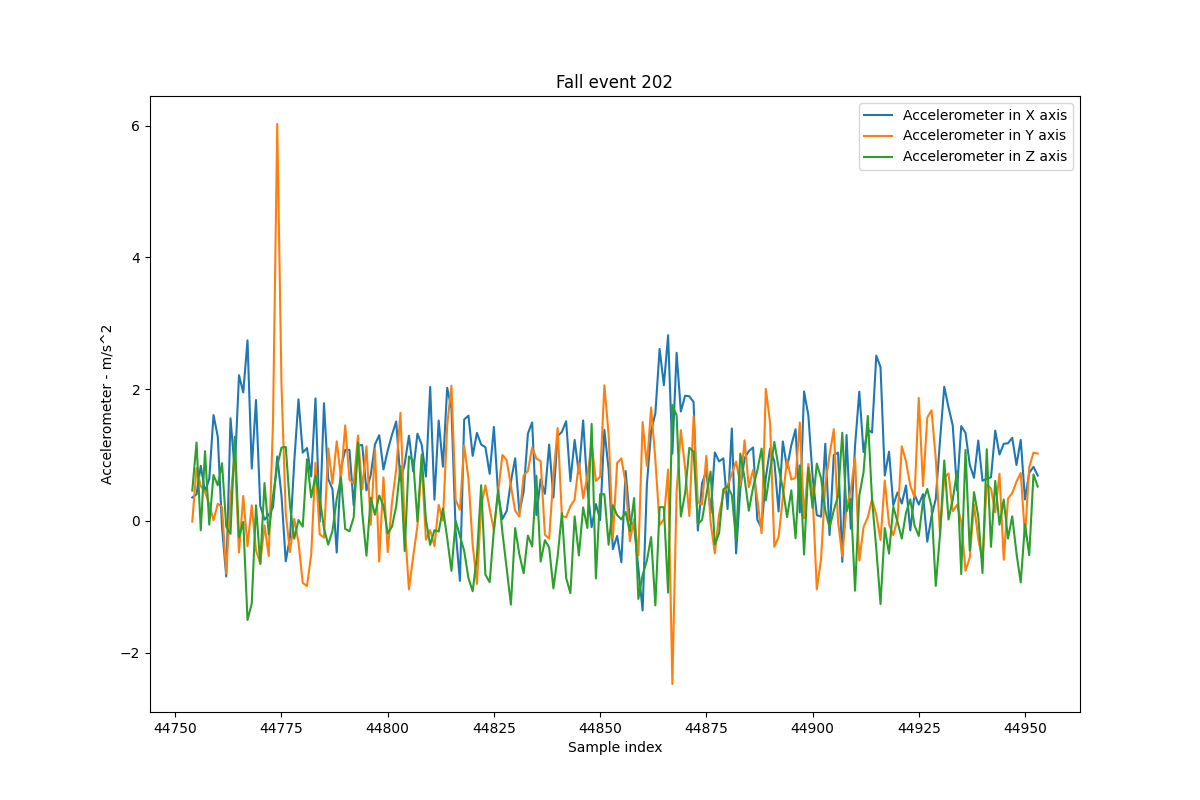 Fall event 202
Accelerometer in X axis
Accelerometer in Y axis
Accelerometer in Z axis
Accelerometer - m/s^2
6
4
2
0
−2
44750 44775 44800 44825 44850 44875 44900 44925 44950
Sample index